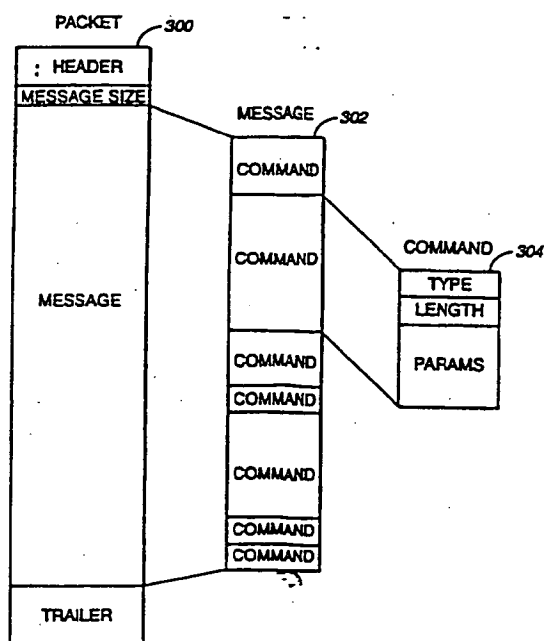 PACKET
300
: HEADER
MESSAGE SIZE
MESSAGE
TRAILER
MESSAGE
302
COMMAND
COMMAND
COMMAND
COMMAND
COMMAND
COMMAND
COMMAND
COMMAND
304
TYPE
LENGTH
PARAMS